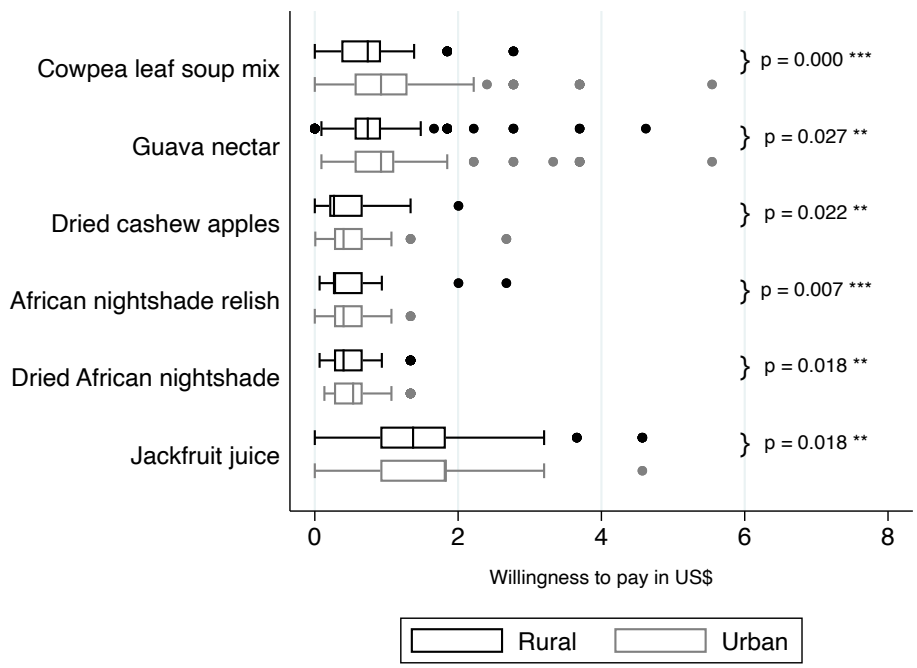 Cowpea leaf soup mix
} p = 0.000 ***
Guava nectar
} p = 0.027 **
Dried cashew apples
} p = 0.022 **
African nightshade relish
} p = 0.007 ***
Dried African nightshade
} p = 0.018 **
Jackfruit juice
} p = 0.018 **
0 2 4 6 8
Willingness to pay in US$
Rural Urban